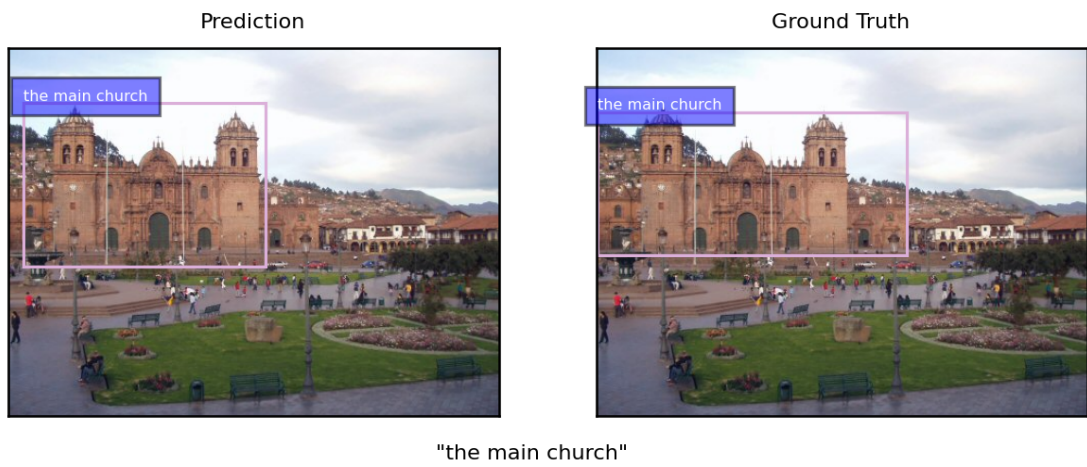 Prediction
Ground Truth
the main church
the main church
"the main church"